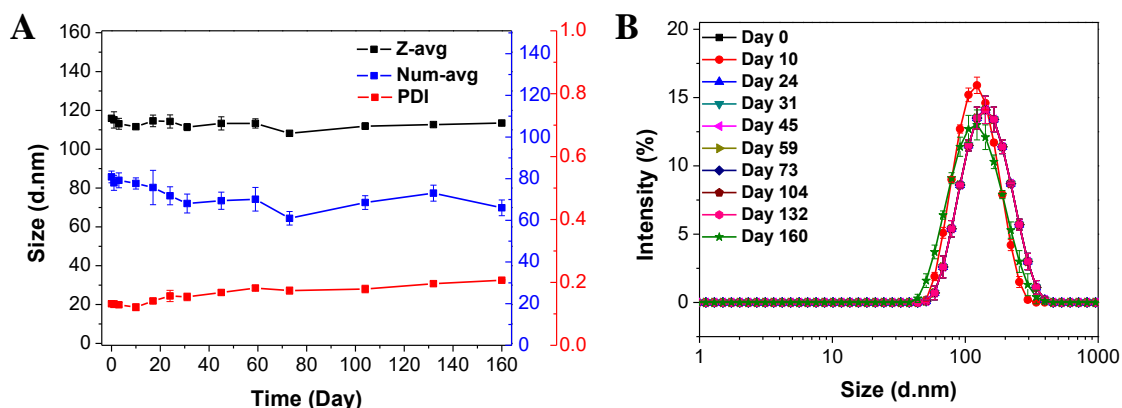 A
Size (d.nm)
160
140
120
100
80
60
40
20
0
Z-avg
Num-avg
PDI
140
120
100
80
60
40
20
0
1.0
0.8
0.6
0.4
0.2
0.0
0 20 40 60 80 100 120 140 160
Time (Day)
B
Intensity (%)
20
15
10
5
0
Day 0
Day 10
Day 24
Day 31
Day 45
Day 59
Day 73
Day 104
Day 132
Day 160
1 10 100 1000
Size (d.nm)